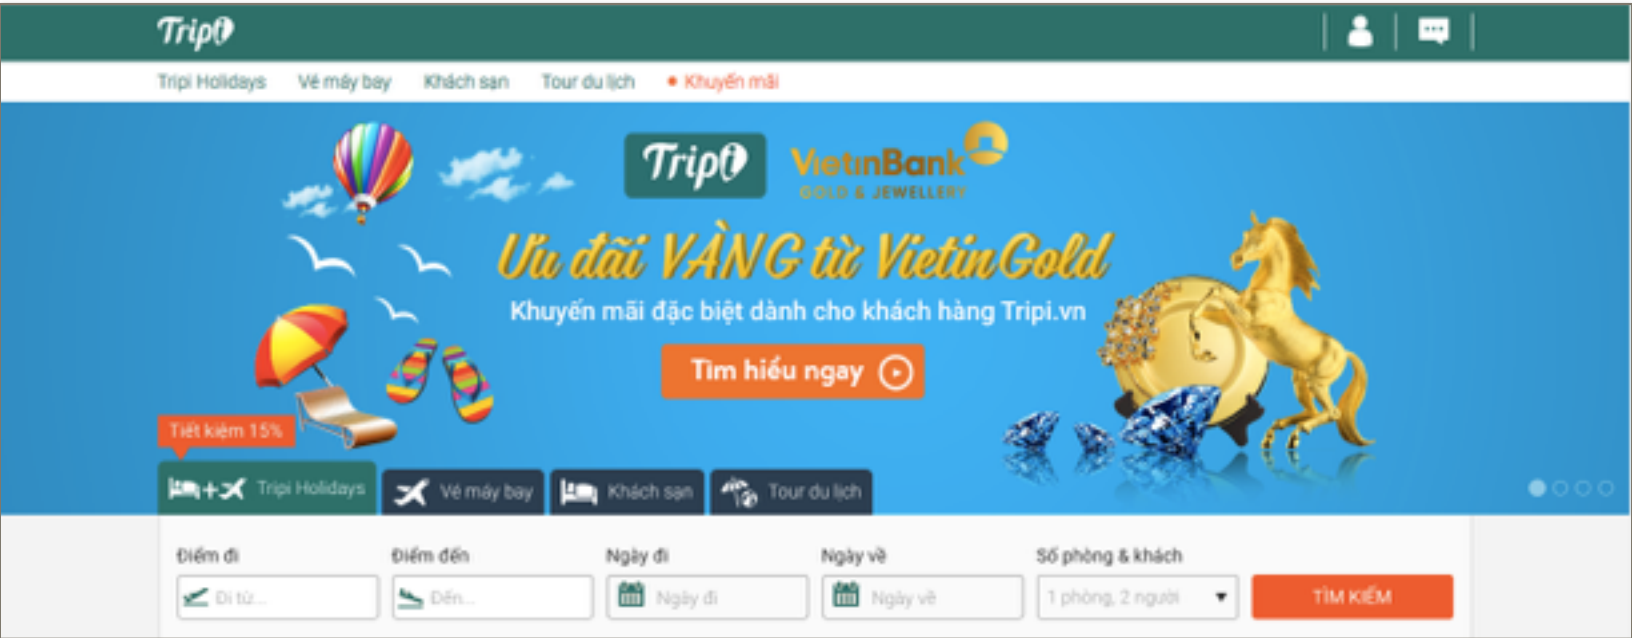 Tripi
Tripi Holidays Vé máy bay Khách sạn Tour du lịch • Khuyến mãi
Tripi VietinBank
GOLD & JEWELLERY
Ưu đãi VÀNG từ VietinGold
Khuyến mãi đặc biệt dành cho khách hàng Tripi.vn
Tìm hiểu ngay
Tiết kiệm 15%
Tripi Holidays Vé máy bay Khách sạn Tour du lịch
Điểm đi Điểm đến Ngày đi Ngày về Số phòng & khách
Đi từ... Đến... Ngày đi Ngày về 1 phòng, 2 người TÌM KIẾM